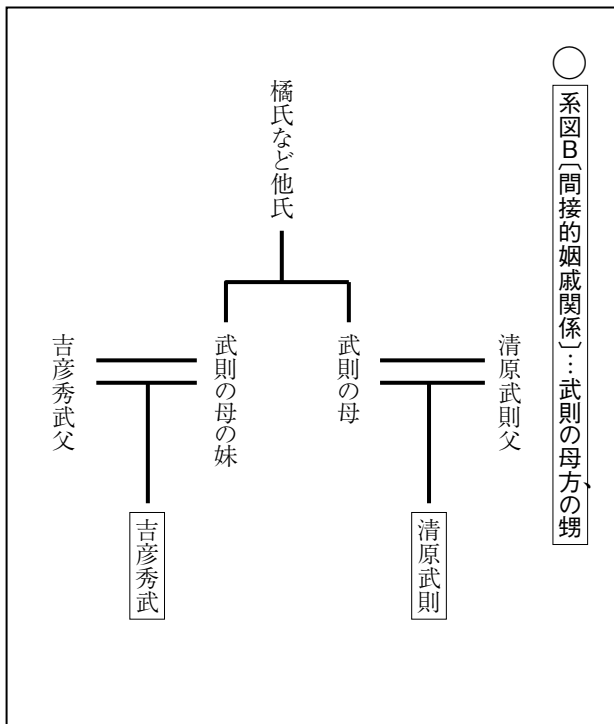 ○系図B〔間接的姻戚関係〕…武則の母方の甥
清原武則父
清原武則
武則の母
橘氏など他氏
武則の母の妹
吉彦秀武
吉彦秀武父